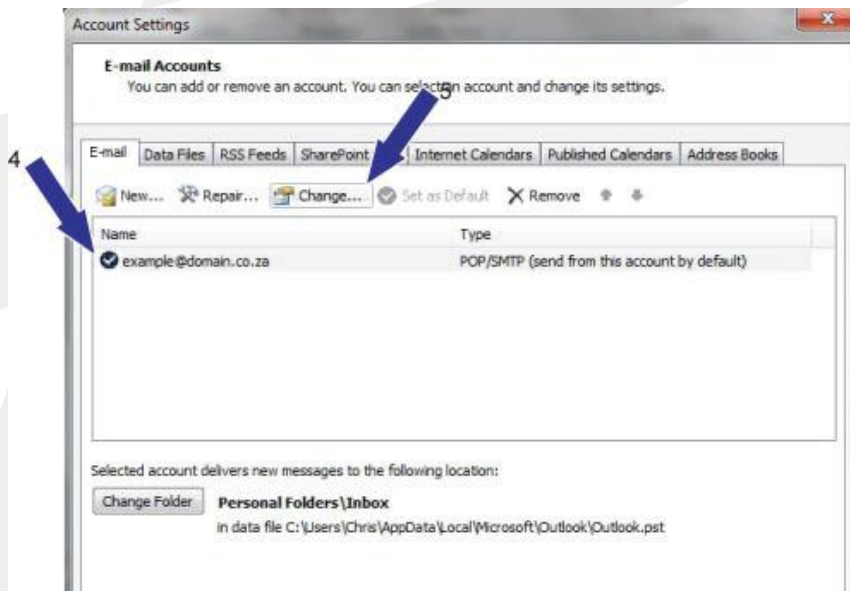 Account Settings
E-mail Accounts
You can add or remove an account. You can select an account and change its settings.
5
4
E-mail Data Files RSS Feeds SharePoint Internet Calendars Published Calendars Address Books
New... Repair... Change... Set as Default Remove
Name Type
example@domain.co.za POP/SMTP (send from this account by default)
Selected account delivers new messages to the following location:
Change Folder Personal Folders\Inbox
in data file C:\Users\Chris\AppData\Local\Microsoft\Outlook\Outlook.pst